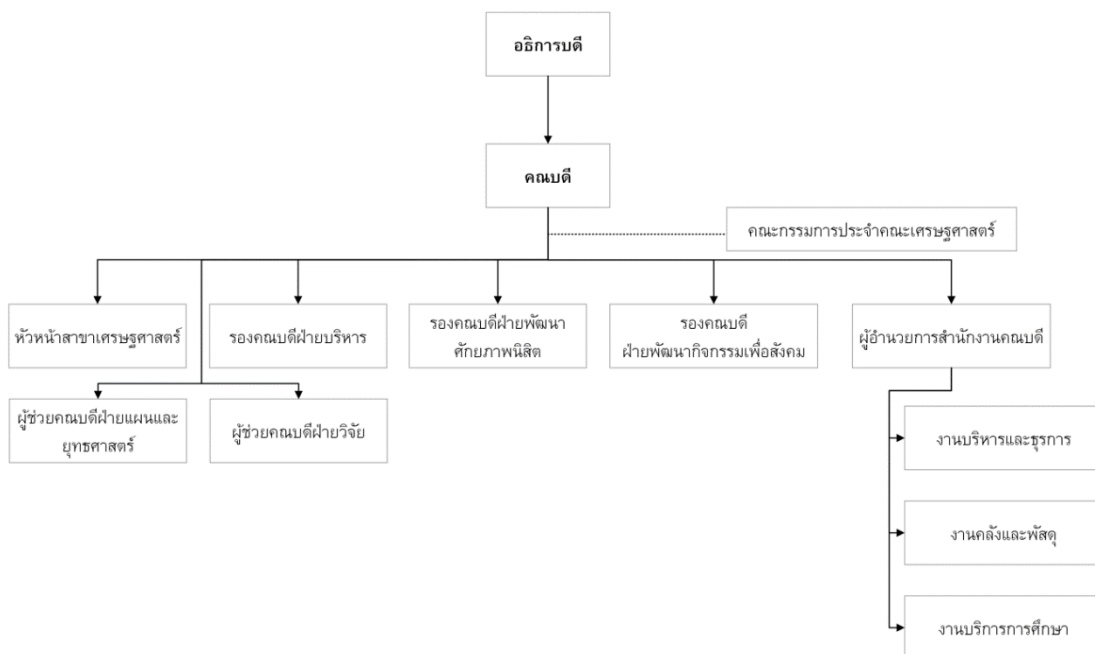 อธิการบดี
คณบดี
คณะกรรมการประจำคณะเศรษฐศาสตร์
หัวหน้าสาขาเศรษฐศาสตร์
รองคณบดีฝ่ายบริหาร
รองคณบดีฝ่ายพัฒนา
ศักยภาพนิสิต
รองคณบดี
ฝ่ายพัฒนากิจกรรมเพื่อสังคม
ผู้อำนวยการสำนักงานคณบดี
ผู้ช่วยคณบดีฝ่ายแผนและ
ยุทธศาสตร์
ผู้ช่วยคณบดีฝ่ายวิจัย
งานบริหารและธุรการ
งานคลังและพัสดุ
งานบริการการศึกษา